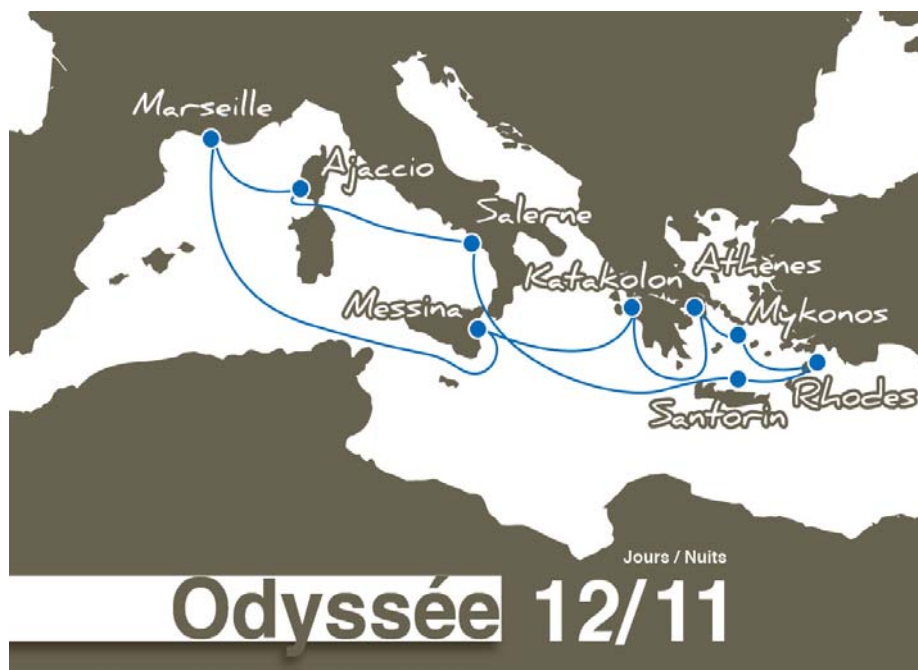 Marseille
Ajaccio
Salerne
Athènes
Katakolon
Messina
Mykonos
Rhodes
Santorin
Jours / Nuits
Odyssée 12/11